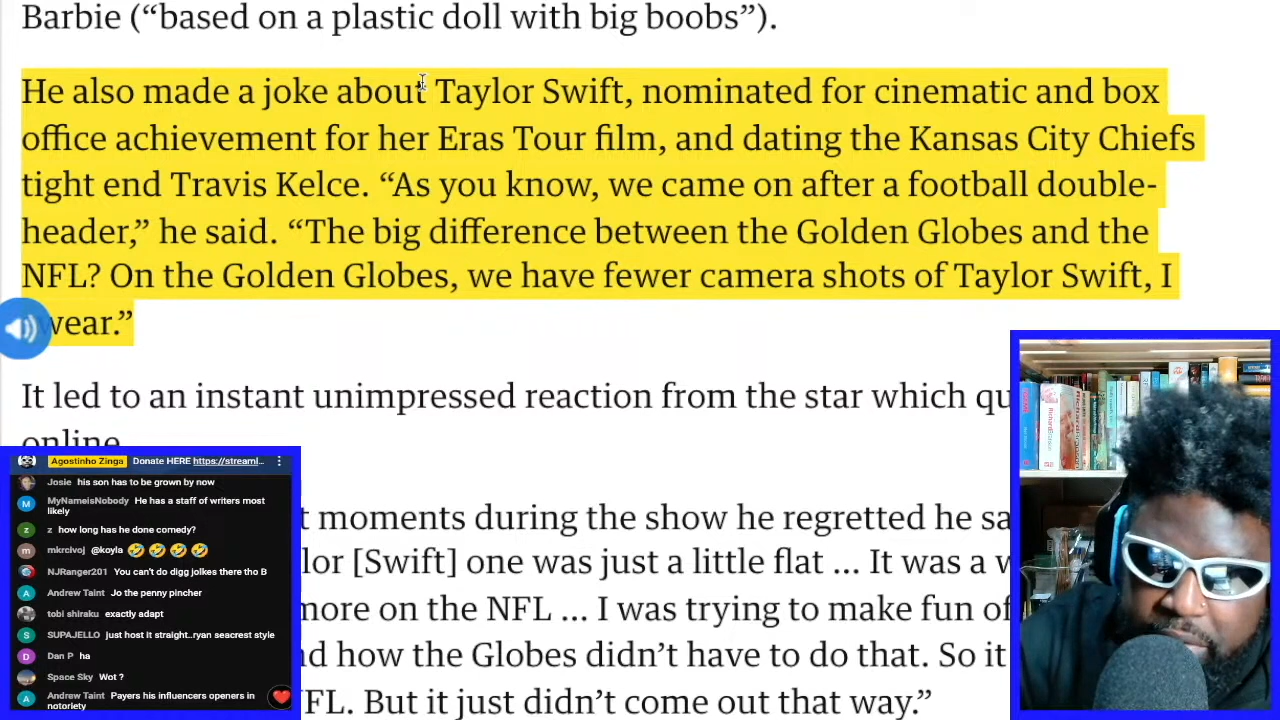 Barbie (“based on a plastic doll with big boobs”).
He also made a joke about Taylor Swift, nominated for cinematic and box
office achievement for her Eras Tour film, and dating the Kansas City Chiefs
tight end Travis Kelce. “As you know, we came on after a football double-
header,” he said. “The big difference between the Golden Globes and the
NFL? On the Golden Globes, we have fewer camera shots of Taylor Swift, I
wear.”
It led to an instant unimpressed reaction from the star which qu
online
t moments during the show he regretted he sa
lor [Swift] one was just a little flat ... It was a w
more on the NFL ... I was trying to make fun of
nd how the Globes didn’t have to do that. So it
FL. But it just didn’t come out that way.”
Agostinho Zinga Donate HERE https://streaml...
Josie his son has to be grown by now
M MyNameisNobody He has a staff of writers most
likely
z z how long has he done comedy?
m mkrcivoj @koyla 🤣 🤣 🤣 🤣
NJRanger201 You can't do digg jolkes there tho B
A Andrew Taint Jo the penny pincher
t tobi shiraku exactly adapt
S SUPAJELLO just host it straight..ryan seacrest style
D Dan P ha
Space Sky Wot ?
A Andrew Taint Payers his influencers openers in
notoriety